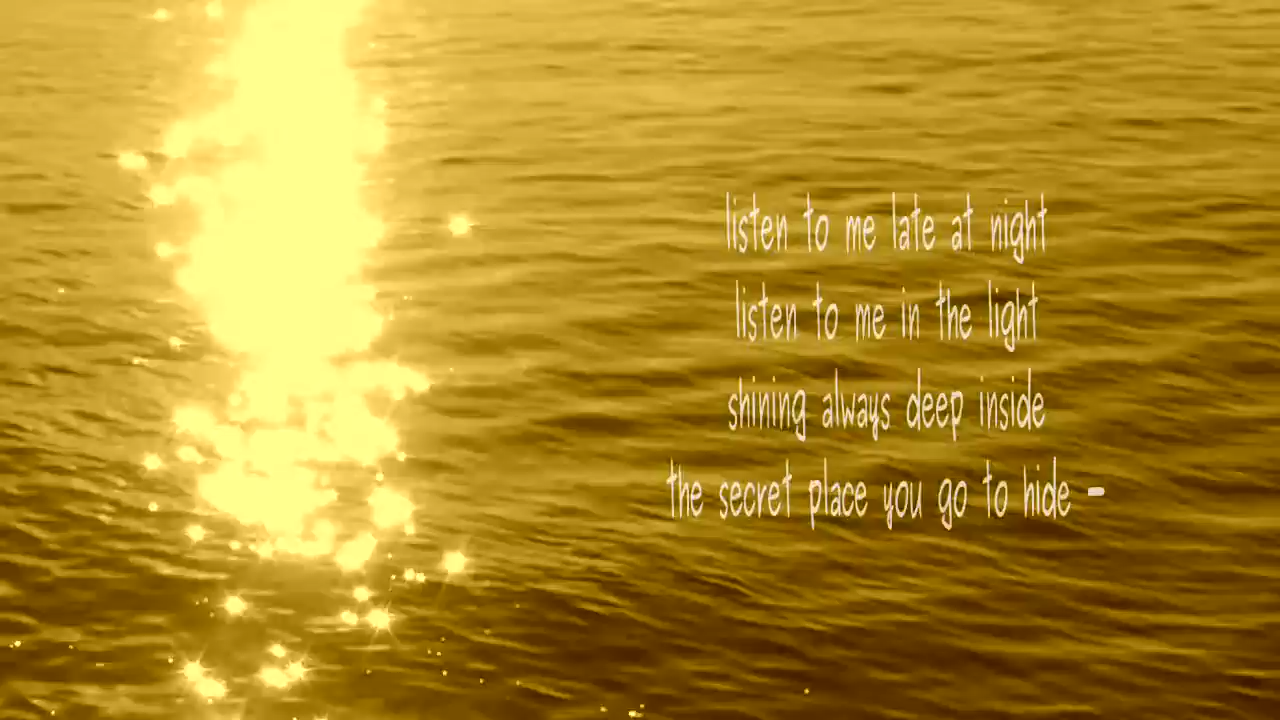 listen to me late at night
listen to me in the light
shining always deep inside
the secret place you go to hide -